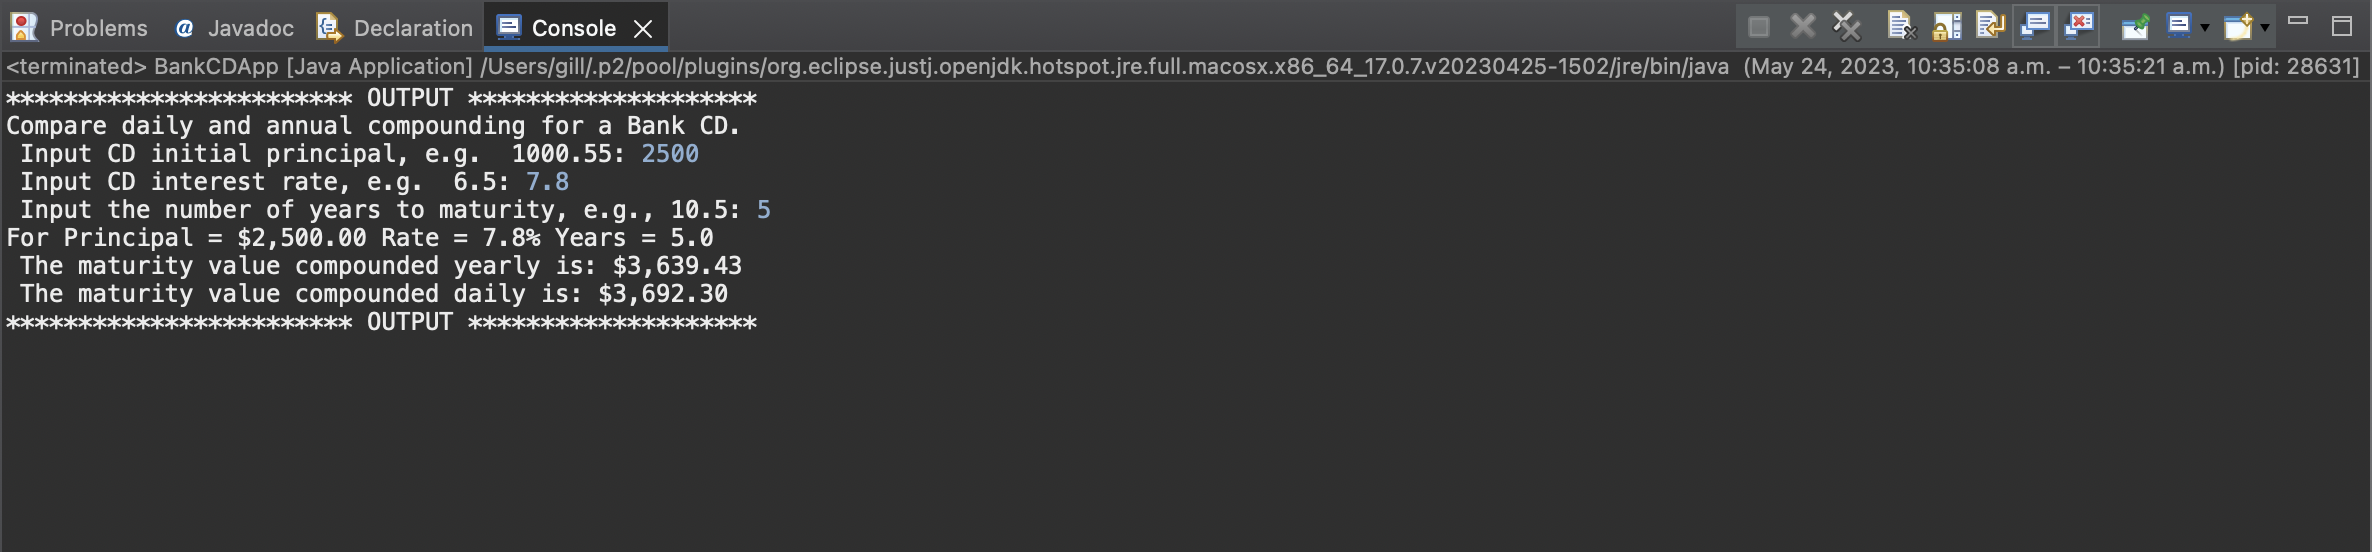 Problems @ Javadoc Declaration Console
<terminated> BankCDApp [Java Application] /Users/gill/.p2/pool/plugins/org.eclipse.justj.openjdk.hotspot.jre.full.macosx.x86_64_17.0.7.v20230425-1502/jre/bin/java (May 24, 2023, 10:35:08 a.m. – 10:35:21 a.m.) [pid: 28631]
************************ OUTPUT ********************
Compare daily and annual compounding for a Bank CD.
 Input CD initial principal, e.g.  1000.55: 2500
 Input CD interest rate, e.g.  6.5: 7.8
 Input the number of years to maturity, e.g., 10.5: 5
For Principal = $2,500.00 Rate = 7.8% Years = 5.0
 The maturity value compounded yearly is: $3,639.43
 The maturity value compounded daily is: $3,692.30
************************ OUTPUT ********************